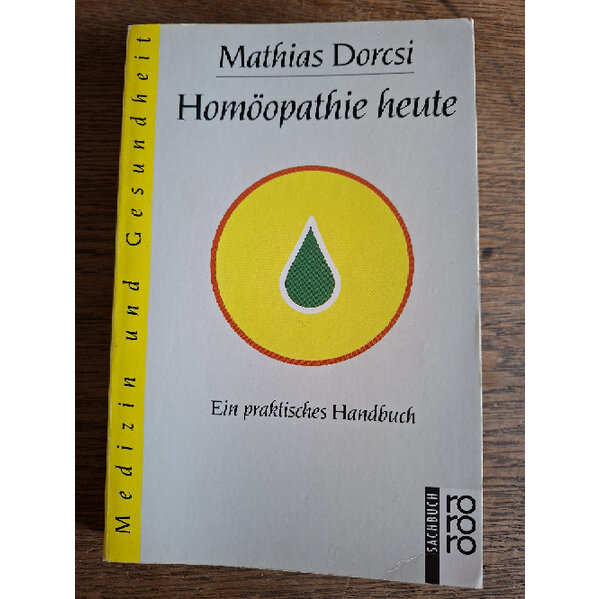 Mathias Dorcsi
Homöopathie heute
Ein praktisches Handbuch
Medizin und Gesundheit
SACHBUCH
ro
ro
ro